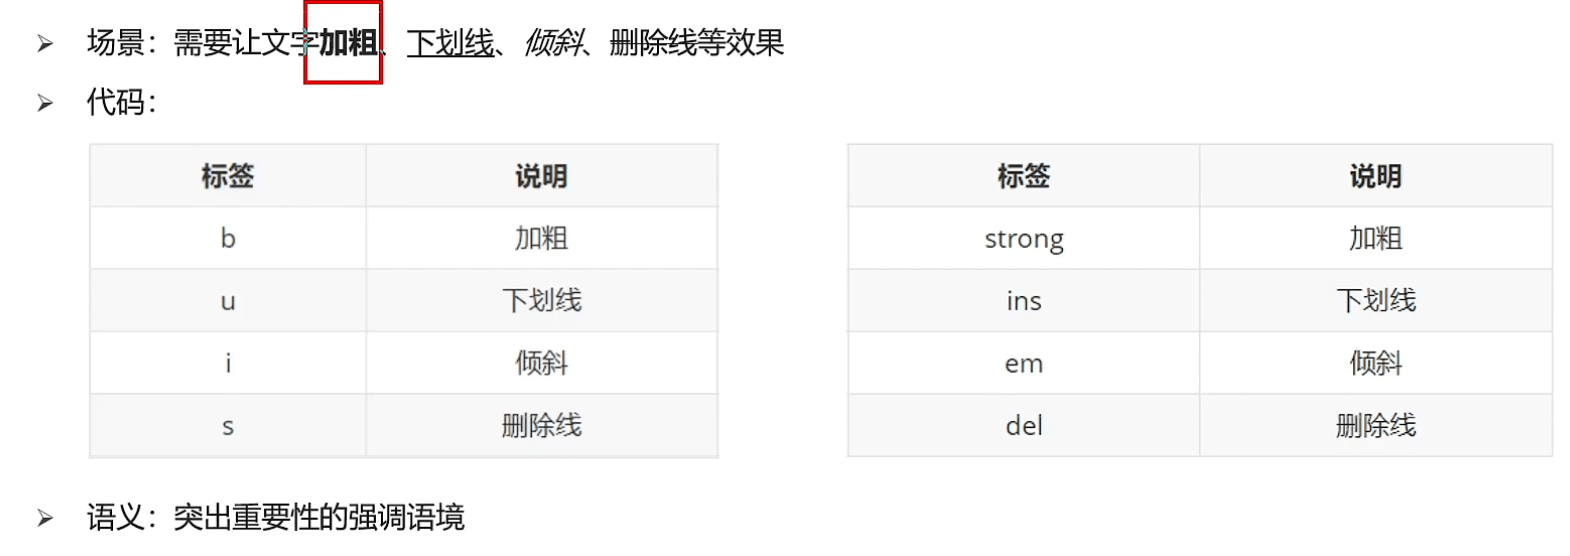 场景：需要让文字加粗、下划线、倾斜、删除线等效果
代码：
标签 说明
b 加粗
u 下划线
i 倾斜
s 删除线
标签 说明
strong 加粗
ins 下划线
em 倾斜
del 删除线
语义：突出重要性的强调语境